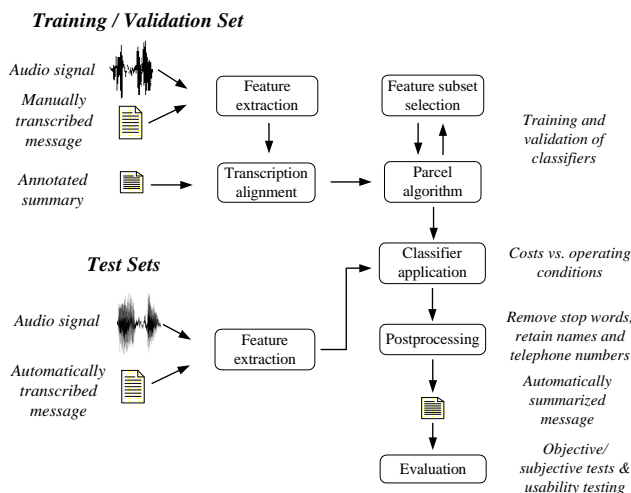 Training / Validation Set
Audio signal
Manually
transcribed
message
Annotated
summary
Feature
extraction
Transcription
alignment
Feature subset
selection
Parcel
algorithm
Training and
validation of
classifiers
Test Sets
Audio signal
Automatically
transcribed
message
Feature
extraction
Classifier
application
Costs vs. operating
conditions
Postprocessing
Remove stop words,
retain names and
telephone numbers
Automatically
summarized
message
Evaluation
Objective/
subjective tests &
usability testing